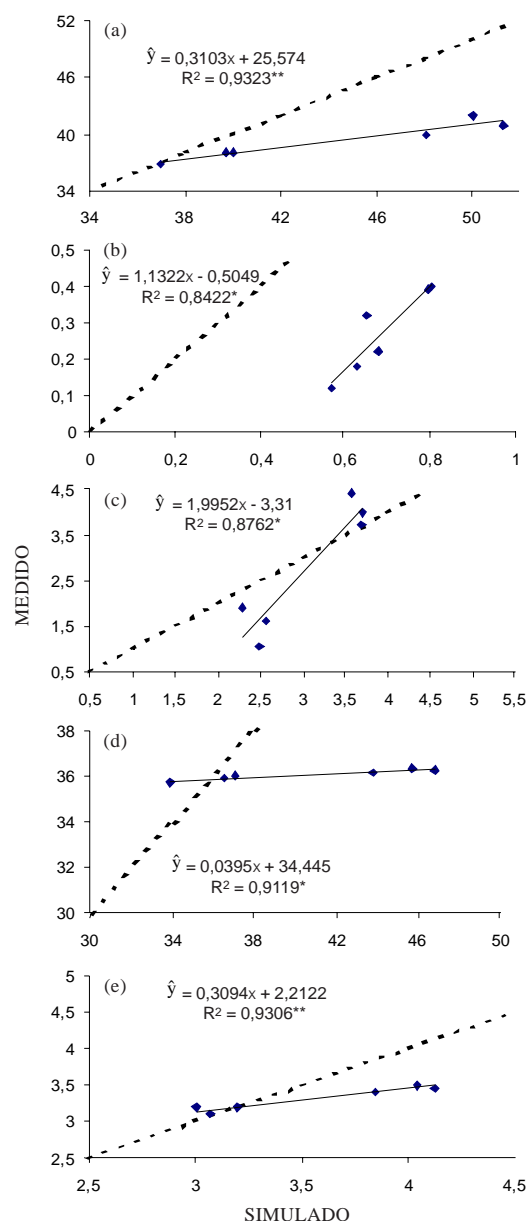 (a)
ŷ = 0,3103x + 25,574
R² = 0,9323**
52
46
40
34
34 38 42 46 50
(b)
ŷ = 1,1322x - 0,5049
R² = 0,8422*
0,5
0,4
0,3
0,2
0,1
0
0 0,2 0,4 0,6 0,8 1
(c)
ŷ = 1,9952x - 3,31
R² = 0,8762*
4,5
3,5
2,5
1,5
0,5
0,5 1 1,5 2 2,5 3 3,5 4 4,5 5 5,5
MEDIDO
(d)
38
36
34
32
30
ŷ = 0,0395x + 34,445
R² = 0,9119*
30 34 38 42 46 50
(e)
ŷ = 0,3094x + 2,2122
R² = 0,9306**
5
4,5
4
3,5
3
2,5
2,5 3 3,5 4 4,5
SIMULADO